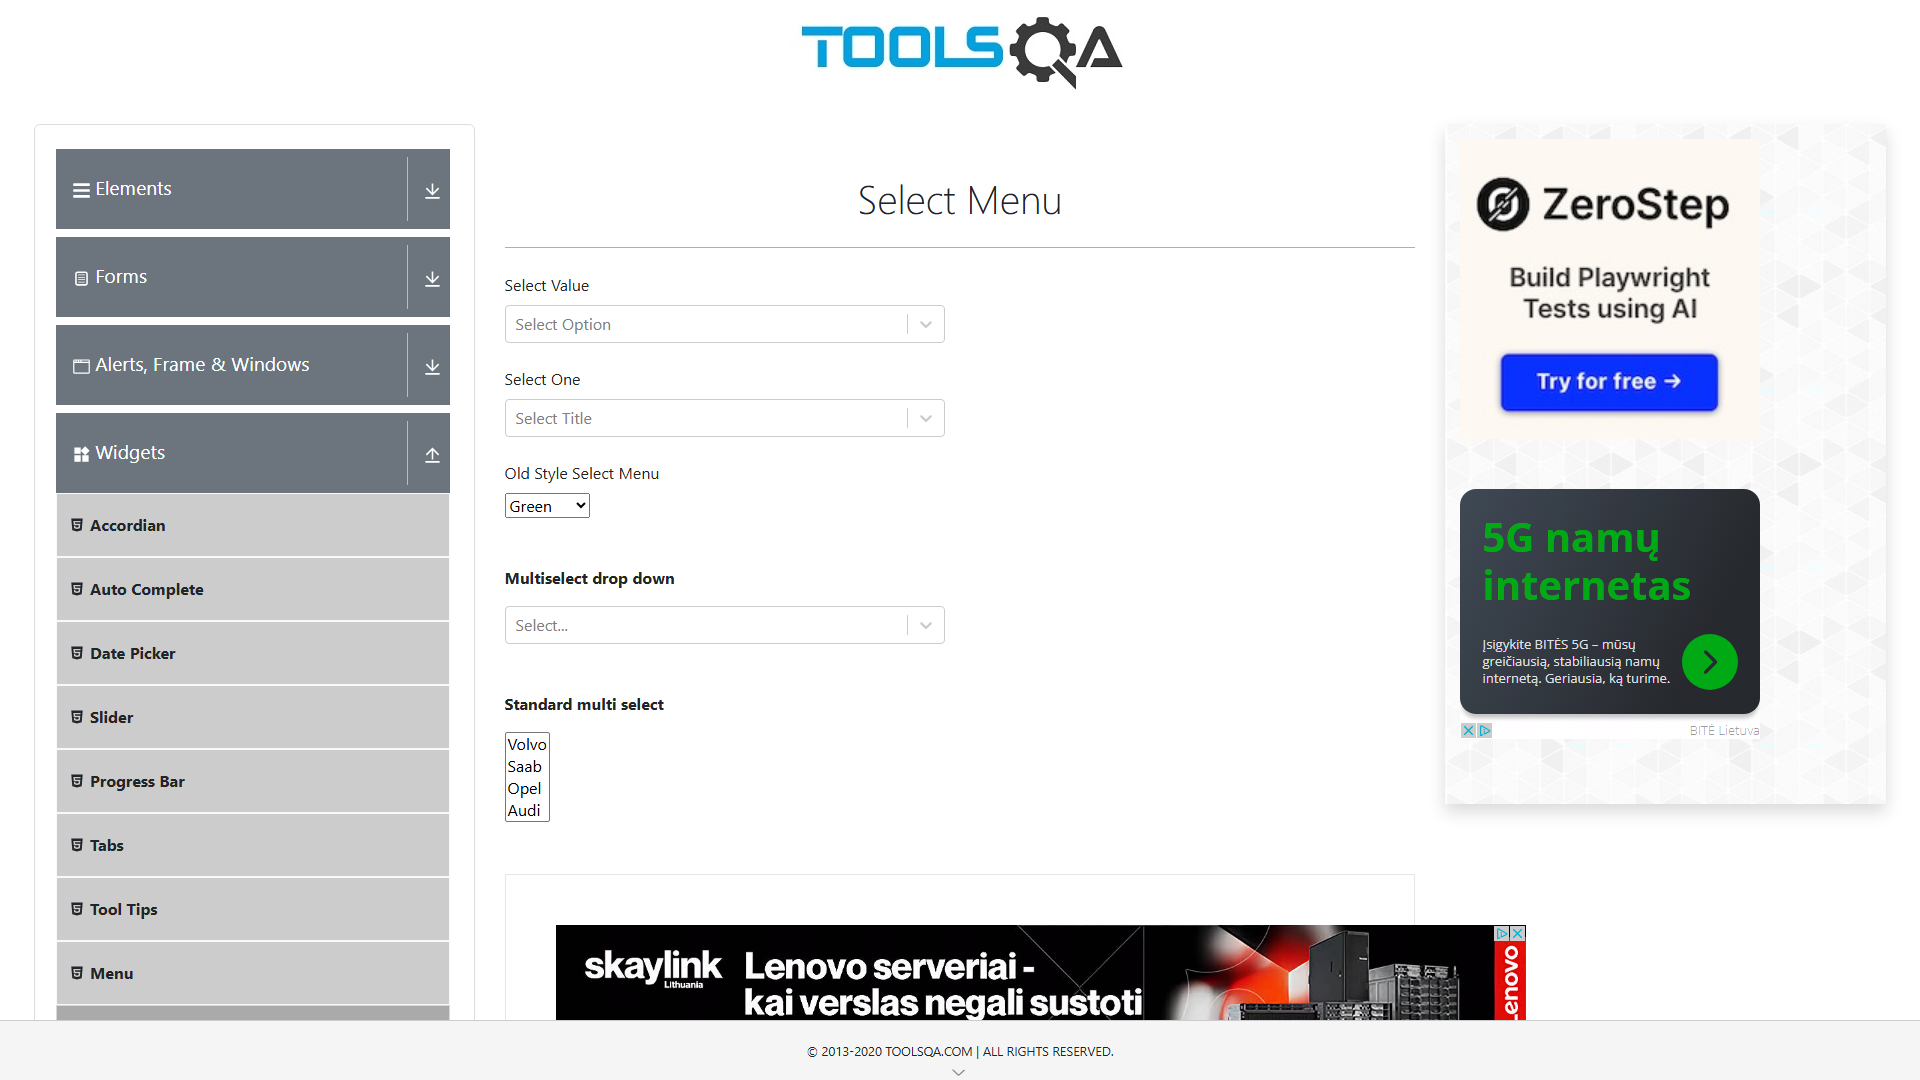 TOOLSQA
Elements
Forms
Alerts, Frame & Windows
Widgets
Accordian
Auto Complete
Date Picker
Slider
Progress Bar
Tabs
Tool Tips
Menu
Select Menu
Select Value
Select Option
Select One
Select Title
Old Style Select Menu
Green
Multiselect drop down
Select...
Standard multi select
Volvo
Saab
Opel
Audi
ZeroStep
Build Playwright
Tests using AI
Try for free →
5G namų
internetas
Įsigykite BITĖS 5G – mūsų
greičiausią, stabiliausią namų
internetą. Geriausia, ką turime.
BITĖ Lietuva
skaylink
Lithuania
Lenovo serveriai -
kai verslas negali sustoti
Lenovo
© 2013-2020 TOOLSQA.COM | ALL RIGHTS RESERVED.